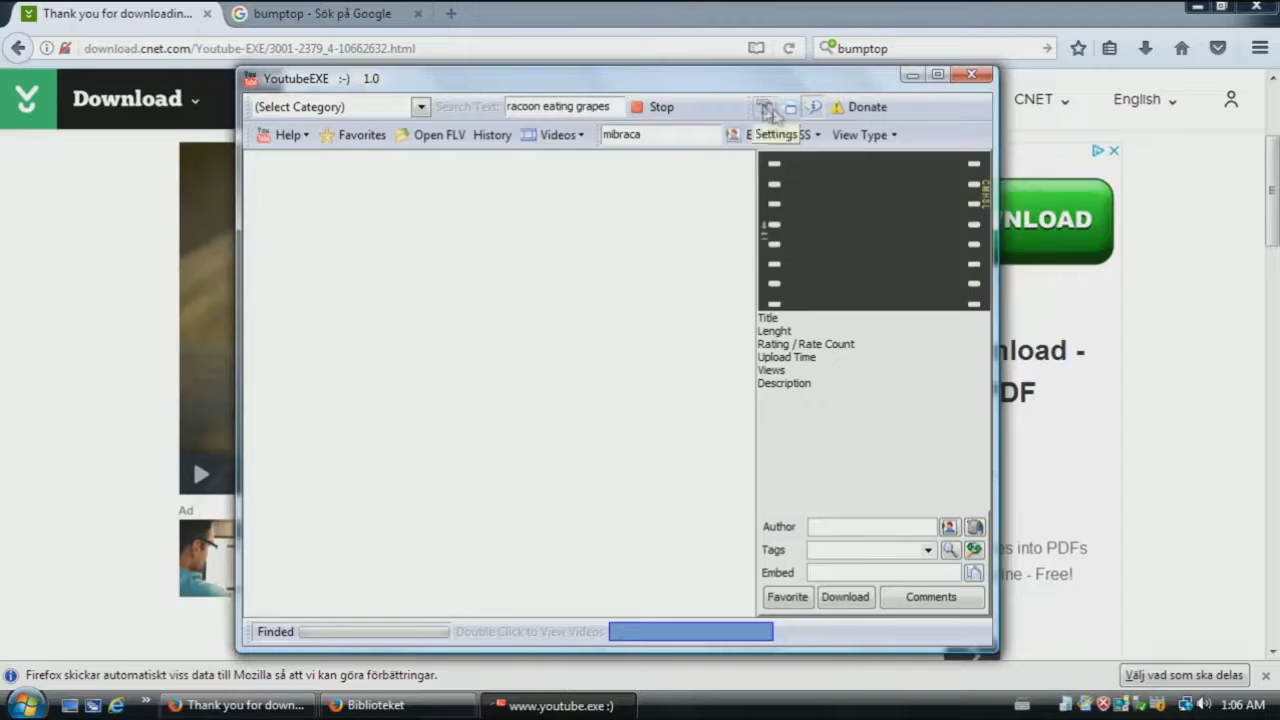 Thank you for downloadin...
bumptop - Sök på Google
download.cnet.com/Youtube-EXE/3001-2379_4-10662632.html
bumptop
Download
CNET
English
YoutubeEXE :-) 1.0
(Select Category)
Search Text:
racoon eating grapes
Stop
Donate
Help
Favorites
Open FLV
History
Videos
mibraca
Settings
View Type
NLOAD
Title
Lenght
Rating / Rate Count
Upload Time
Views
Description
nload -
DF
Ad
Author
Tags
Embed
es into PDFs
ine - Free!
Favorite
Download
Comments
Finded
Double Click to View Videos
Firefox skickar automatiskt viss data till Mozilla så att vi kan göra förbättringar.
Välj vad som ska delas
Thank you for down...
Biblioteket
www.youtube.exe :)
1:06 AM